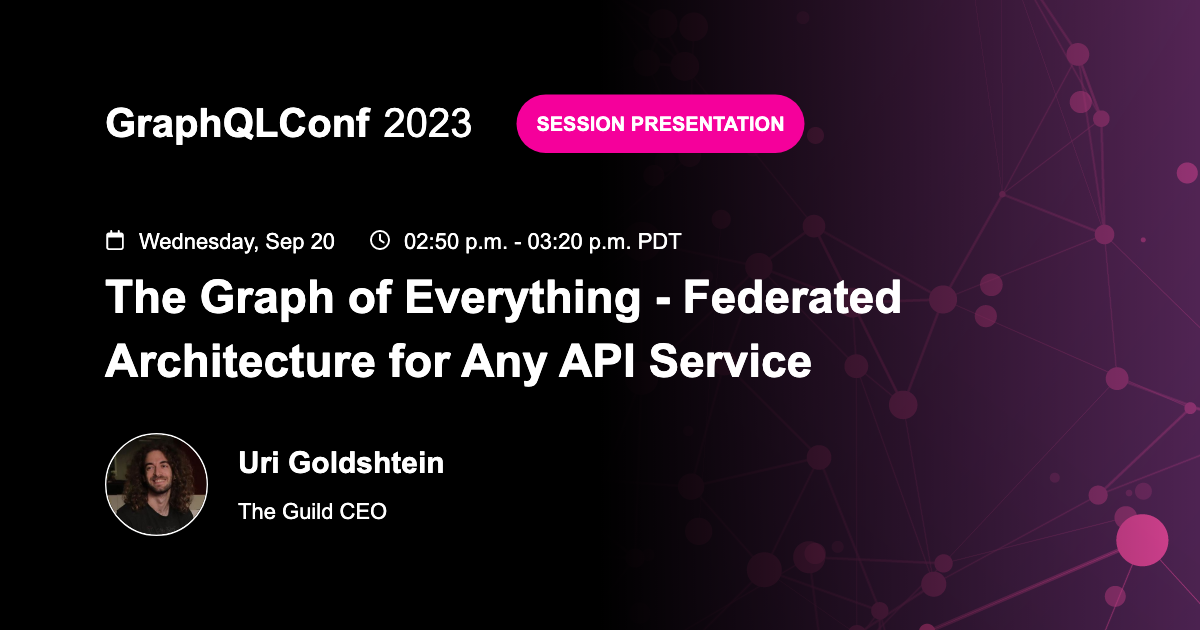 GraphQLConf 2023
SESSION PRESENTATION
Wednesday, Sep 20
02:50 p.m. - 03:20 p.m. PDT
The Graph of Everything - Federated
Architecture for Any API Service
Uri Goldshtein
The Guild CEO